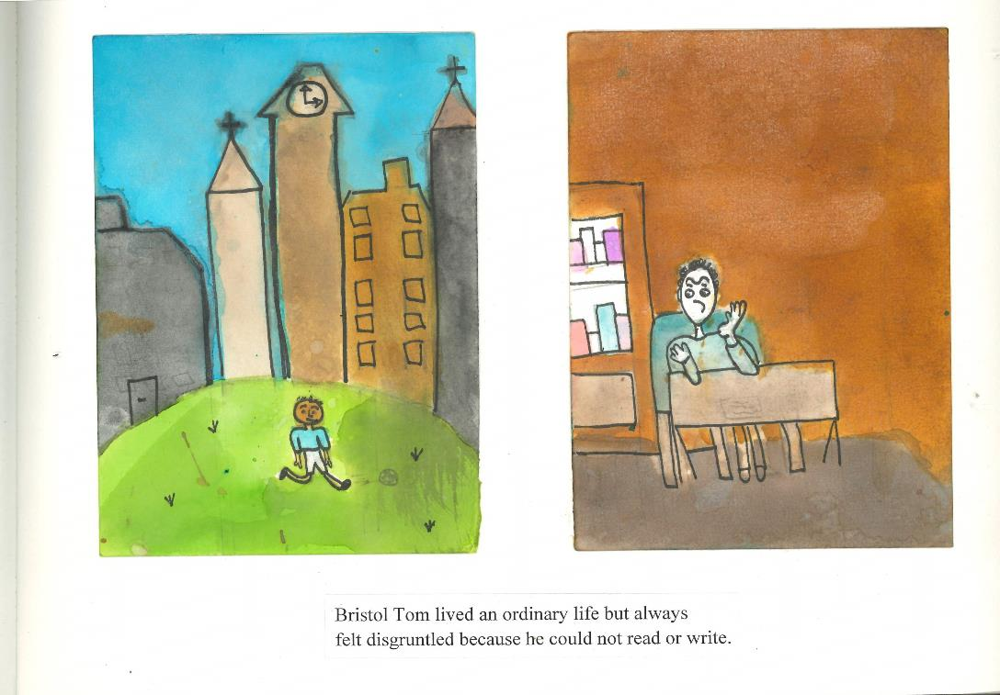 Bristol Tom lived an ordinary life but always
felt disgruntled because he could not read or write.